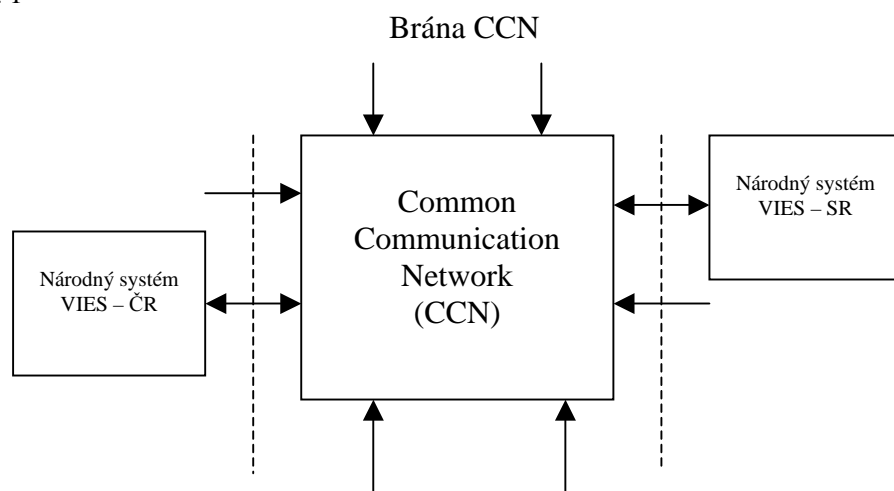 Brána CCN
Common
Communication
Network
(CCN)
Národný systém
VIES – SR
Národný systém
VIES – ČR